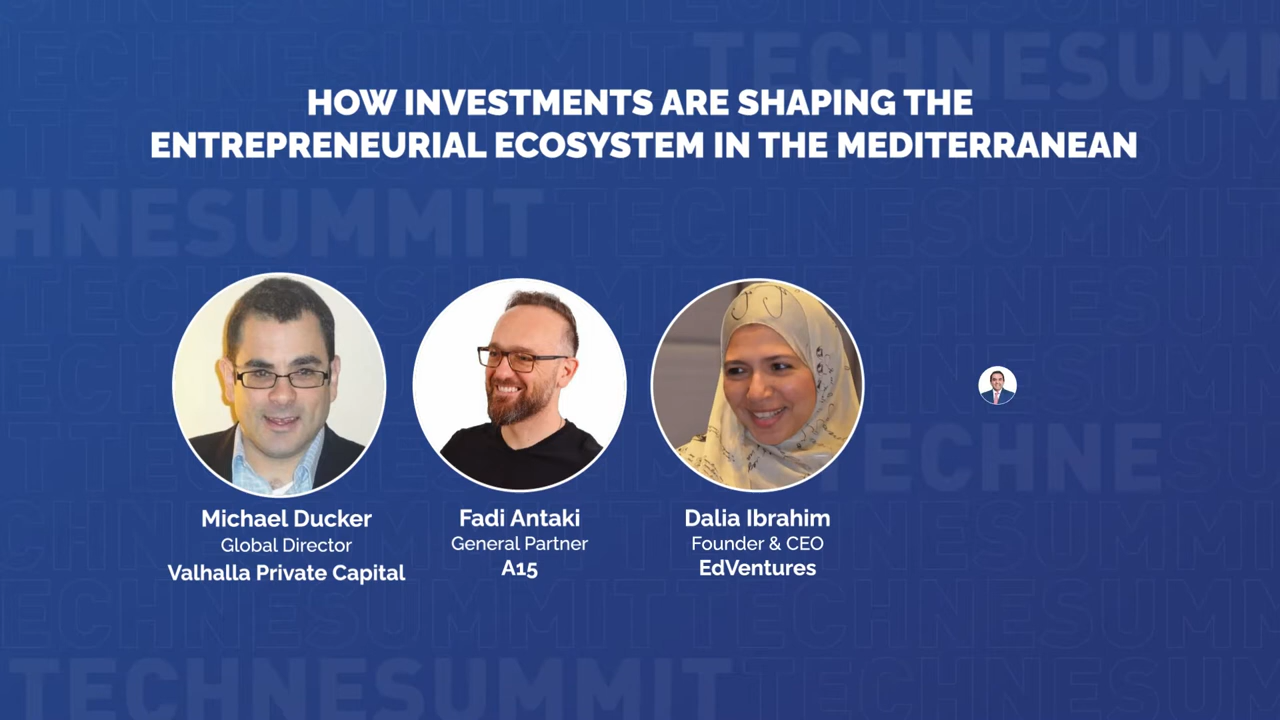 HOW INVESTMENTS ARE SHAPING THE
ENTREPRENEURIAL ECOSYSTEM IN THE MEDITERRANEAN
Michael Ducker
Global Director
Valhalla Private Capital
Fadi Antaki
General Partner
A15
Dalia Ibrahim
Founder & CEO
EdVentures
TECHNESUMMIT